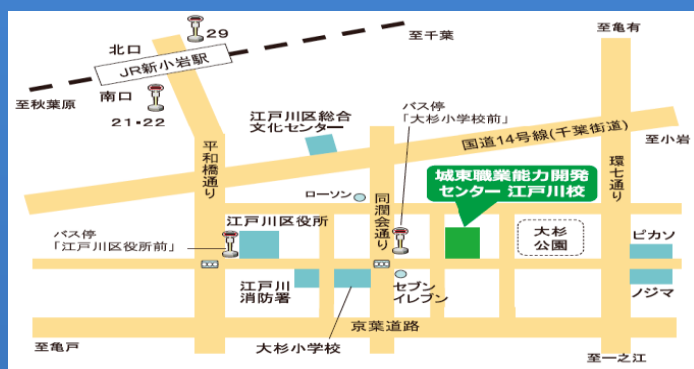 29
北口
至千葉
至亀有
JR新小岩駅
至秋葉原
南口
21・22
江戸川区総合
文化センター
バス停
「大杉小学校前」
国道14号線(千葉街道)
至小岩
平和橋通り
同潤会通り
環七通り
城東職業能力開発
センター 江戸川校
ローソン
江戸川区役所
バス停
「江戸川区役所前」
大杉
公園
ピカソ
江戸川
消防署
セブン
イレブン
ノジマ
京葉道路
至亀戸
大杉小学校
至一之江